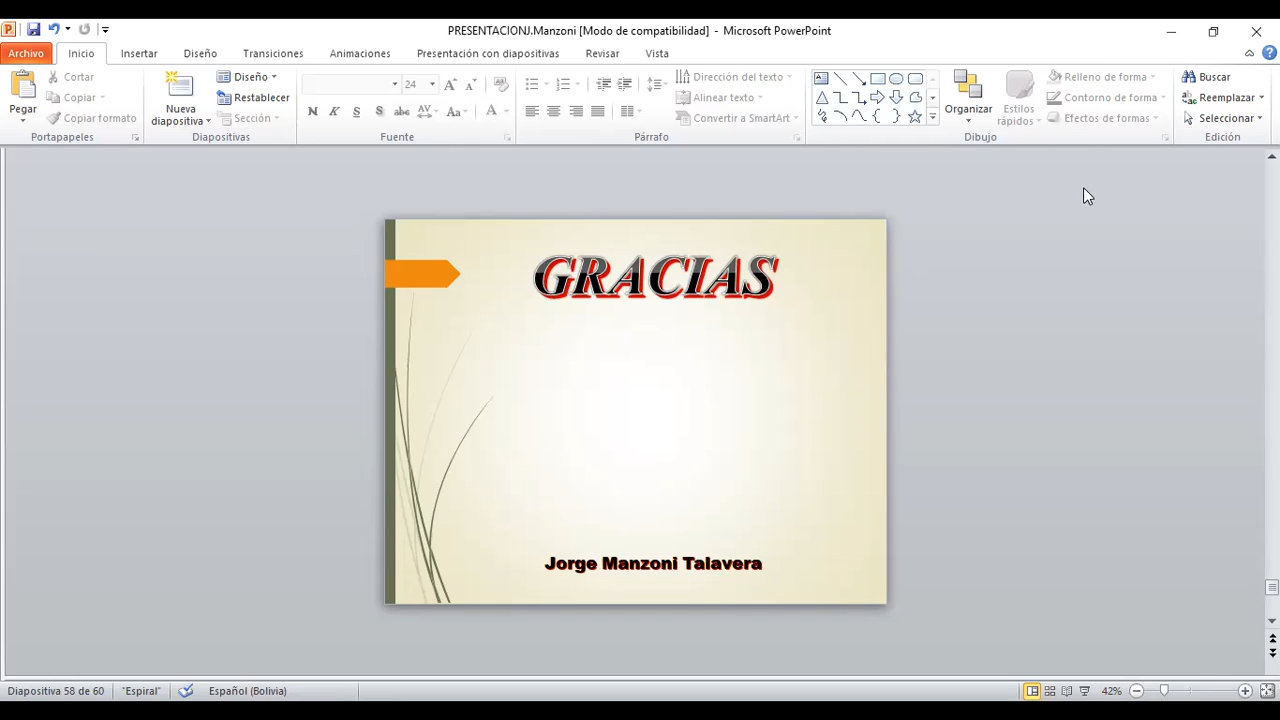 PRESENTACIONJ.Manzoni [Modo de compatibilidad] - Microsoft PowerPoint
Archivo Inicio Insertar Diseño Transiciones Animaciones Presentación con diapositivas Revisar Vista
Pegar
Cortar
Copiar
Copiar formato
Portapapeles
Nueva diapositiva
Diseño
Restablecer
Sección
Diapositivas
24
N K S S abc AV Aa A
Fuente
Párrafo
Dirección del texto
Alinear texto
Convertir a SmartArt
Organizar
Estilos rápidos
Relleno de forma
Contorno de forma
Efectos de formas
Dibujo
Buscar
Reemplazar
Seleccionar
Edición
GRACIAS
Jorge Manzoni Talavera
Diapositiva 58 de 60 "Espiral" Español (Bolivia) 42%